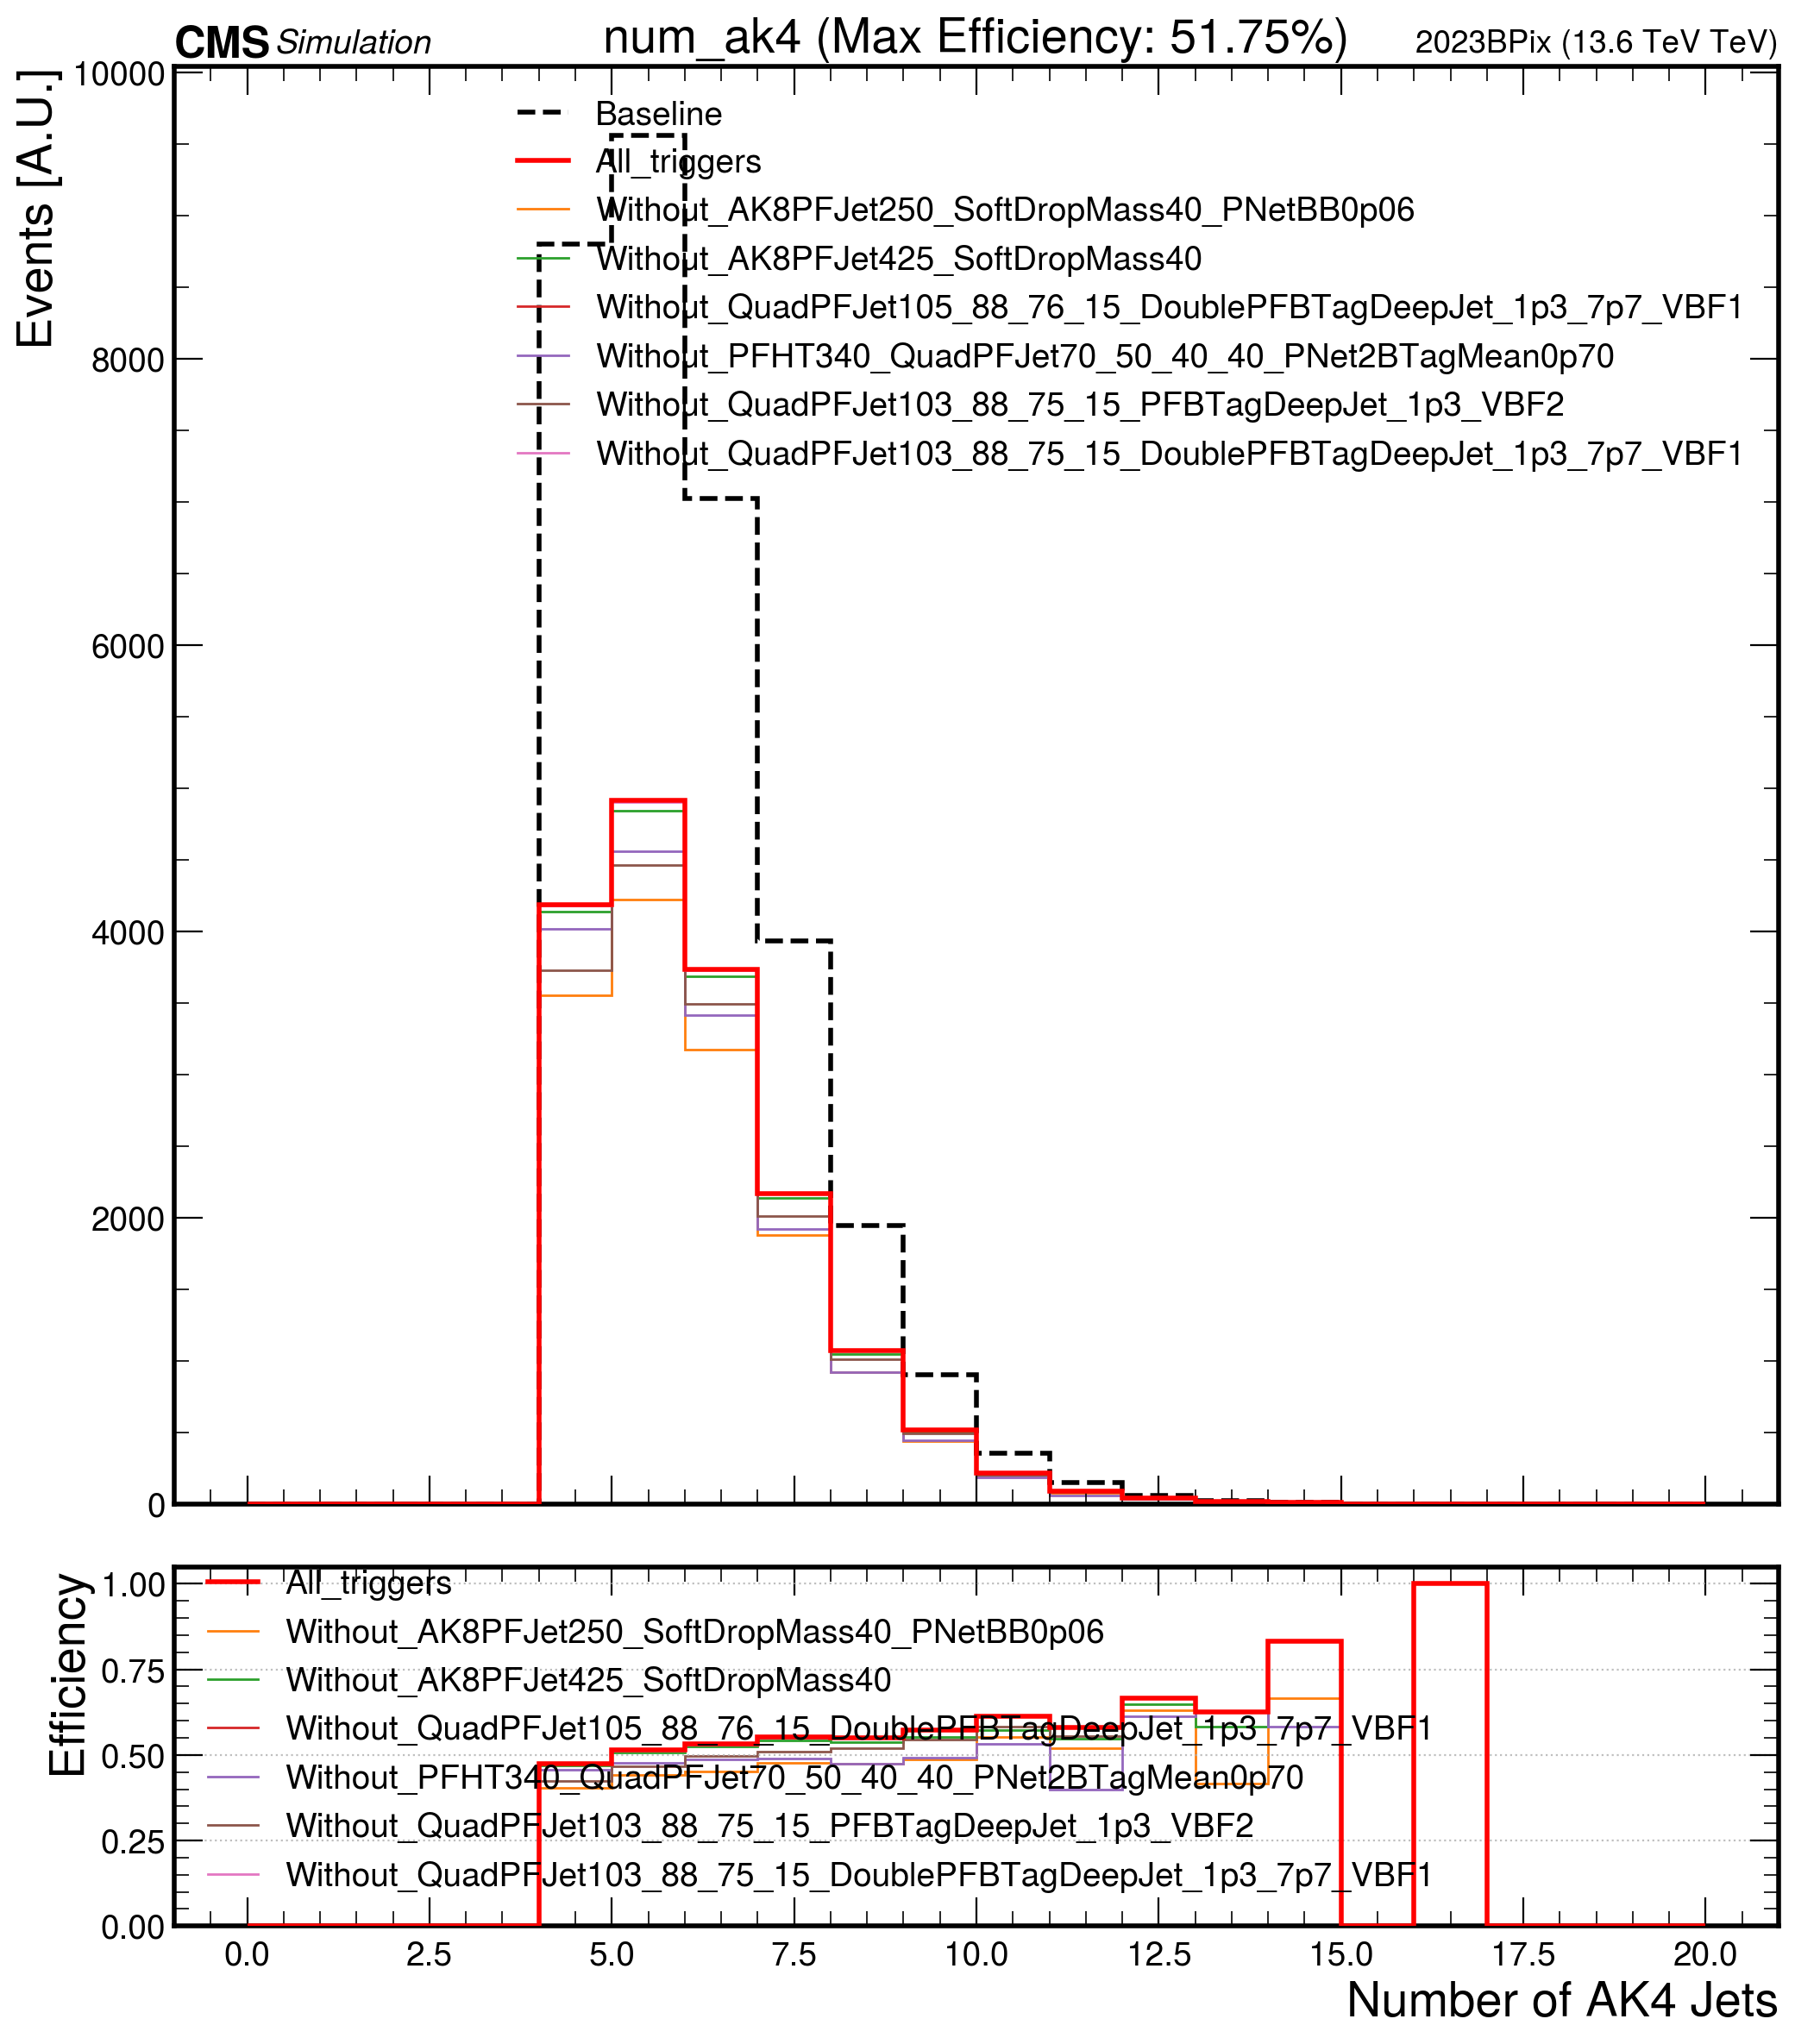 CMS Simulation num_ak4 (Max Efficiency: 51.75%) 2023BPix (13.6 TeV TeV)
Events [A.U.]
10000
8000
6000
4000
2000
0
Baseline
All_triggers
Without_AK8PFJet250_SoftDropMass40_PNetBB0p06
Without_AK8PFJet425_SoftDropMass40
Without_QuadPFJet105_88_76_15_DoublePFBTagDeepJet_1p3_7p7_VBF1
Without_PFHT340_QuadPFJet70_50_40_40_PNet2BTagMean0p70
Without_QuadPFJet103_88_75_15_PFBTagDeepJet_1p3_VBF2
Without_QuadPFJet103_88_75_15_DoublePFBTagDeepJet_1p3_7p7_VBF1
Efficiency
1.00
0.75
0.50
0.25
0.00
All_triggers
Without_AK8PFJet250_SoftDropMass40_PNetBB0p06
Without_AK8PFJet425_SoftDropMass40
Without_QuadPFJet105_88_76_15_DoublePFBTagDeepJet_1p3_7p7_VBF1
Without_PFHT340_QuadPFJet70_50_40_40_PNet2BTagMean0p70
Without_QuadPFJet103_88_75_15_PFBTagDeepJet_1p3_VBF2
Without_QuadPFJet103_88_75_15_DoublePFBTagDeepJet_1p3_7p7_VBF1
0.0 2.5 5.0 7.5 10.0 12.5 15.0 17.5 20.0
Number of AK4 Jets